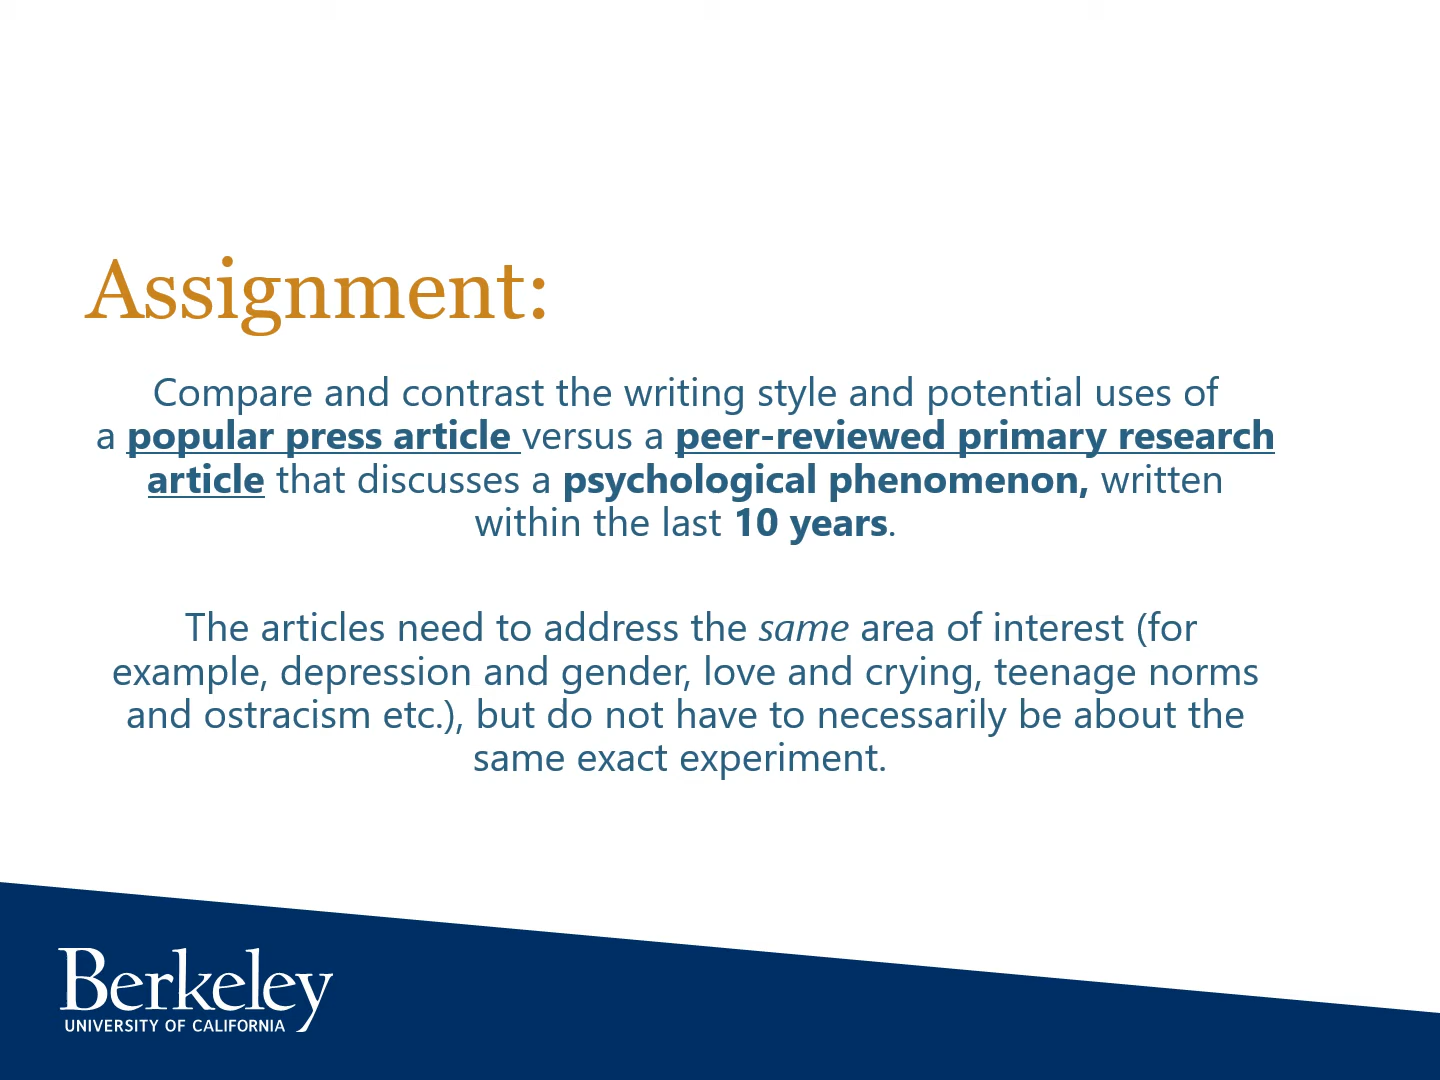 Assignment:
Compare and contrast the writing style and potential uses of
a popular press article versus a peer-reviewed primary research
article that discusses a psychological phenomenon, written
within the last 10 years.
The articles need to address the same area of interest (for
example, depression and gender, love and crying, teenage norms
and ostracism etc.), but do not have to necessarily be about the
same exact experiment.
Berkeley
UNIVERSITY OF CALIFORNIA